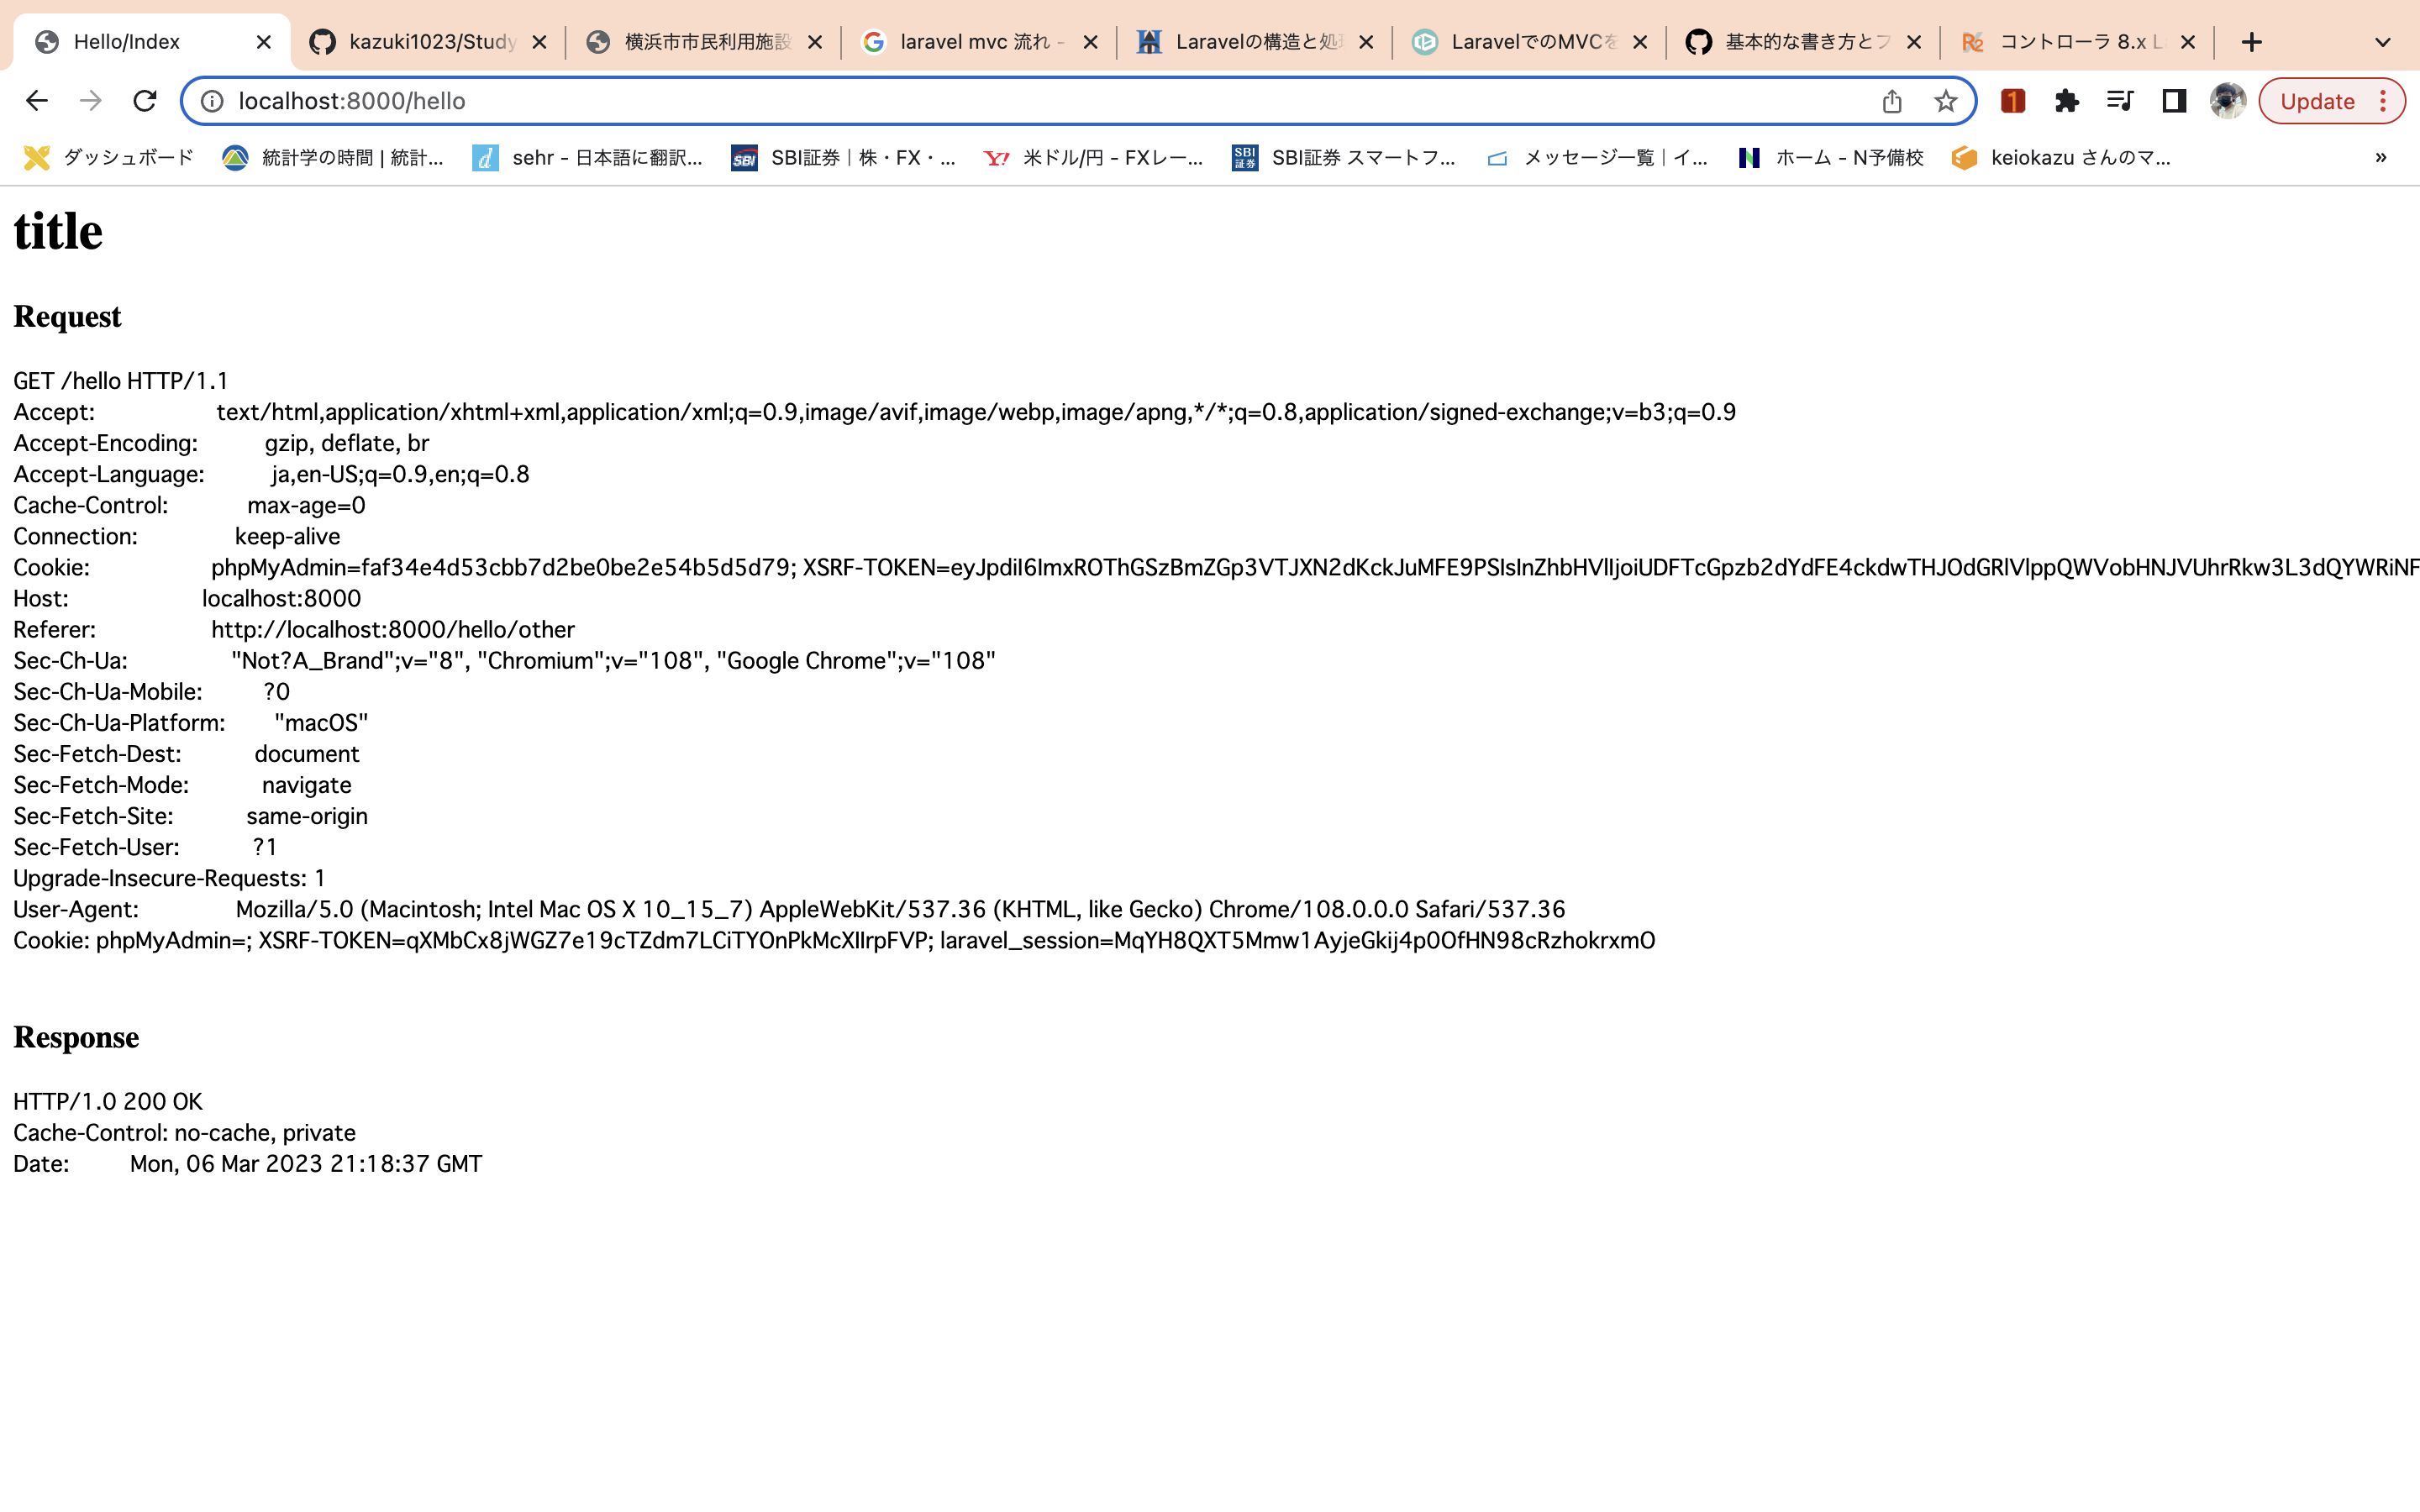 Hello/Index
kazuki1023/Study
横浜市市民利用施設
laravel mvc 流れ -
Laravelの構造と処理
LaravelでのMVCを
基本的な書き方とフ
コントローラ 8.x L
localhost:8000/hello
Update
ダッシュボード
統計学の時間 | 統計...
sehr - 日本語に翻訳...
SBI SBI証券｜株・FX・...
Y! 米ドル/円 - FXレー...
SBI証券 SBI証券 スマートフ...
メッセージ一覧｜イ...
ホーム - N予備校
keiokazu さんのマ...
»
title
Request
GET /hello HTTP/1.1
Accept: text/html,application/xhtml+xml,application/xml;q=0.9,image/avif,image/webp,image/apng,*/*;q=0.8,application/signed-exchange;v=b3;q=0.9
Accept-Encoding: gzip, deflate, br
Accept-Language: ja,en-US;q=0.9,en;q=0.8
Cache-Control: max-age=0
Connection: keep-alive
Cookie: phpMyAdmin=faf34e4d53cbb7d2be0be2e54b5d5d79;
Host: localhost:8000
Referer: http://localhost:8000/hello/other
Sec-Ch-Ua: "Not?A_Brand";v="8", "Chromium";v="108", "Google Chrome";v="108"
Sec-Ch-Ua-Mobile: ?0
Sec-Ch-Ua-Platform: "macOS"
Sec-Fetch-Dest: document
Sec-Fetch-Mode: navigate
Sec-Fetch-Site: same-origin
Sec-Fetch-User: ?1
Upgrade-Insecure-Requests: 1
User-Agent: Mozilla/5.0 (Macintosh; Intel Mac OS X 10_15_7) AppleWebKit/537.36 (KHTML, like Gecko) Chrome/108.0.0.0 Safari/537.36
Cookie: phpMyAdmin=; XSRF-TOKEN=qXMbCx8jWGZ7e19cTZdm7LCiTYOnPkMcXIIrpFVP; laravel_session=MqYH8QXT5Mmw1AyjeGkij4p0OfHN98cRzhokrxmO
Response
HTTP/1.0 200 OK
Cache-Control: no-cache, private
Date: Mon, 06 Mar 2023 21:18:37 GMT